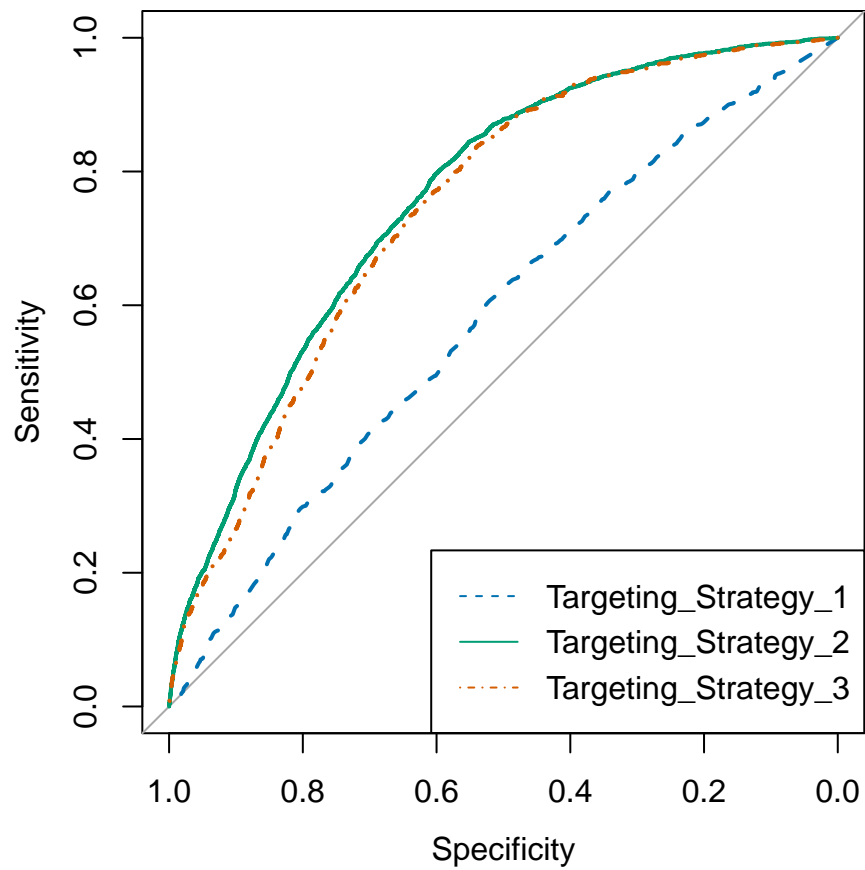 1.0
0.8
0.6
0.4
0.2
0.0
Sensitivity
Targeting_Strategy_1
Targeting_Strategy_2
Targeting_Strategy_3
1.0 0.8 0.6 0.4 0.2 0.0
Specificity